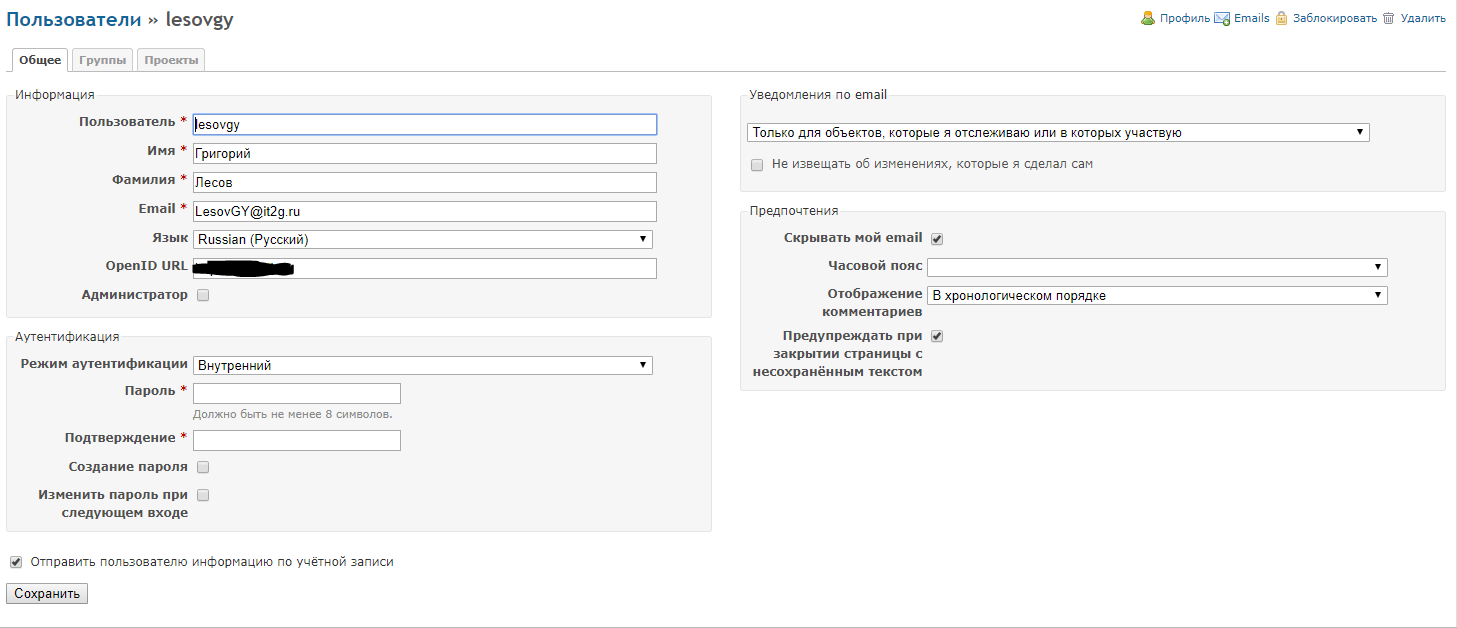 Пользователи » lesovgy
Профиль Emails Заблокировать Удалить
Общее Группы Проекты
Информация
Пользователь * lesovgy
Имя * Григорий
Фамилия * Лесов
Email * LesovGY@it2g.ru
Язык Russian (Русский)
OpenID URL
Администратор
Аутентификация
Режим аутентификации Внутренний
Пароль *
Должно быть не менее 8 символов.
Подтверждение *
Создание пароля
Изменить пароль при
следующем входе
Отправить пользователю информацию по учётной записи
Сохранить
Уведомления по email
Только для объектов, которые я отслеживаю или в которых участвую
Не извещать об изменениях, которые я сделал сам
Предпочтения
Скрывать мой email
Часовой пояс
Отображение
комментариев
В хронологическом порядке
Предупреждать при
закрытии страницы с
несохранённым текстом